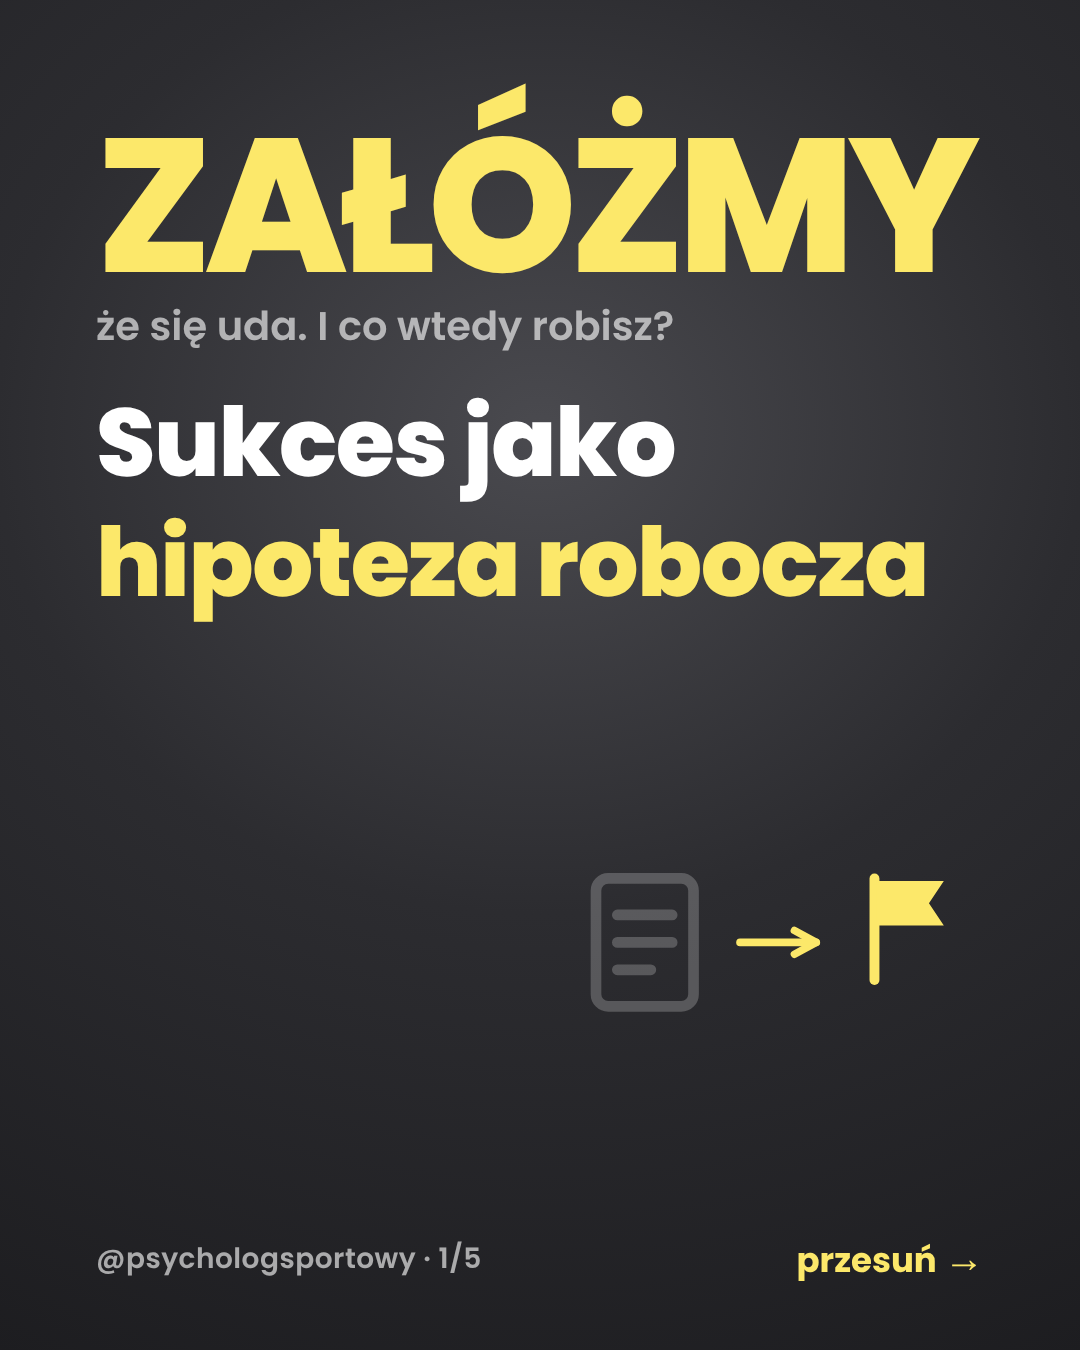 ZAŁÓŻMY
że się uda. I co wtedy robisz?
Sukces jako
hipoteza robocza
@psychologsportowy · 1/5
przesuń →